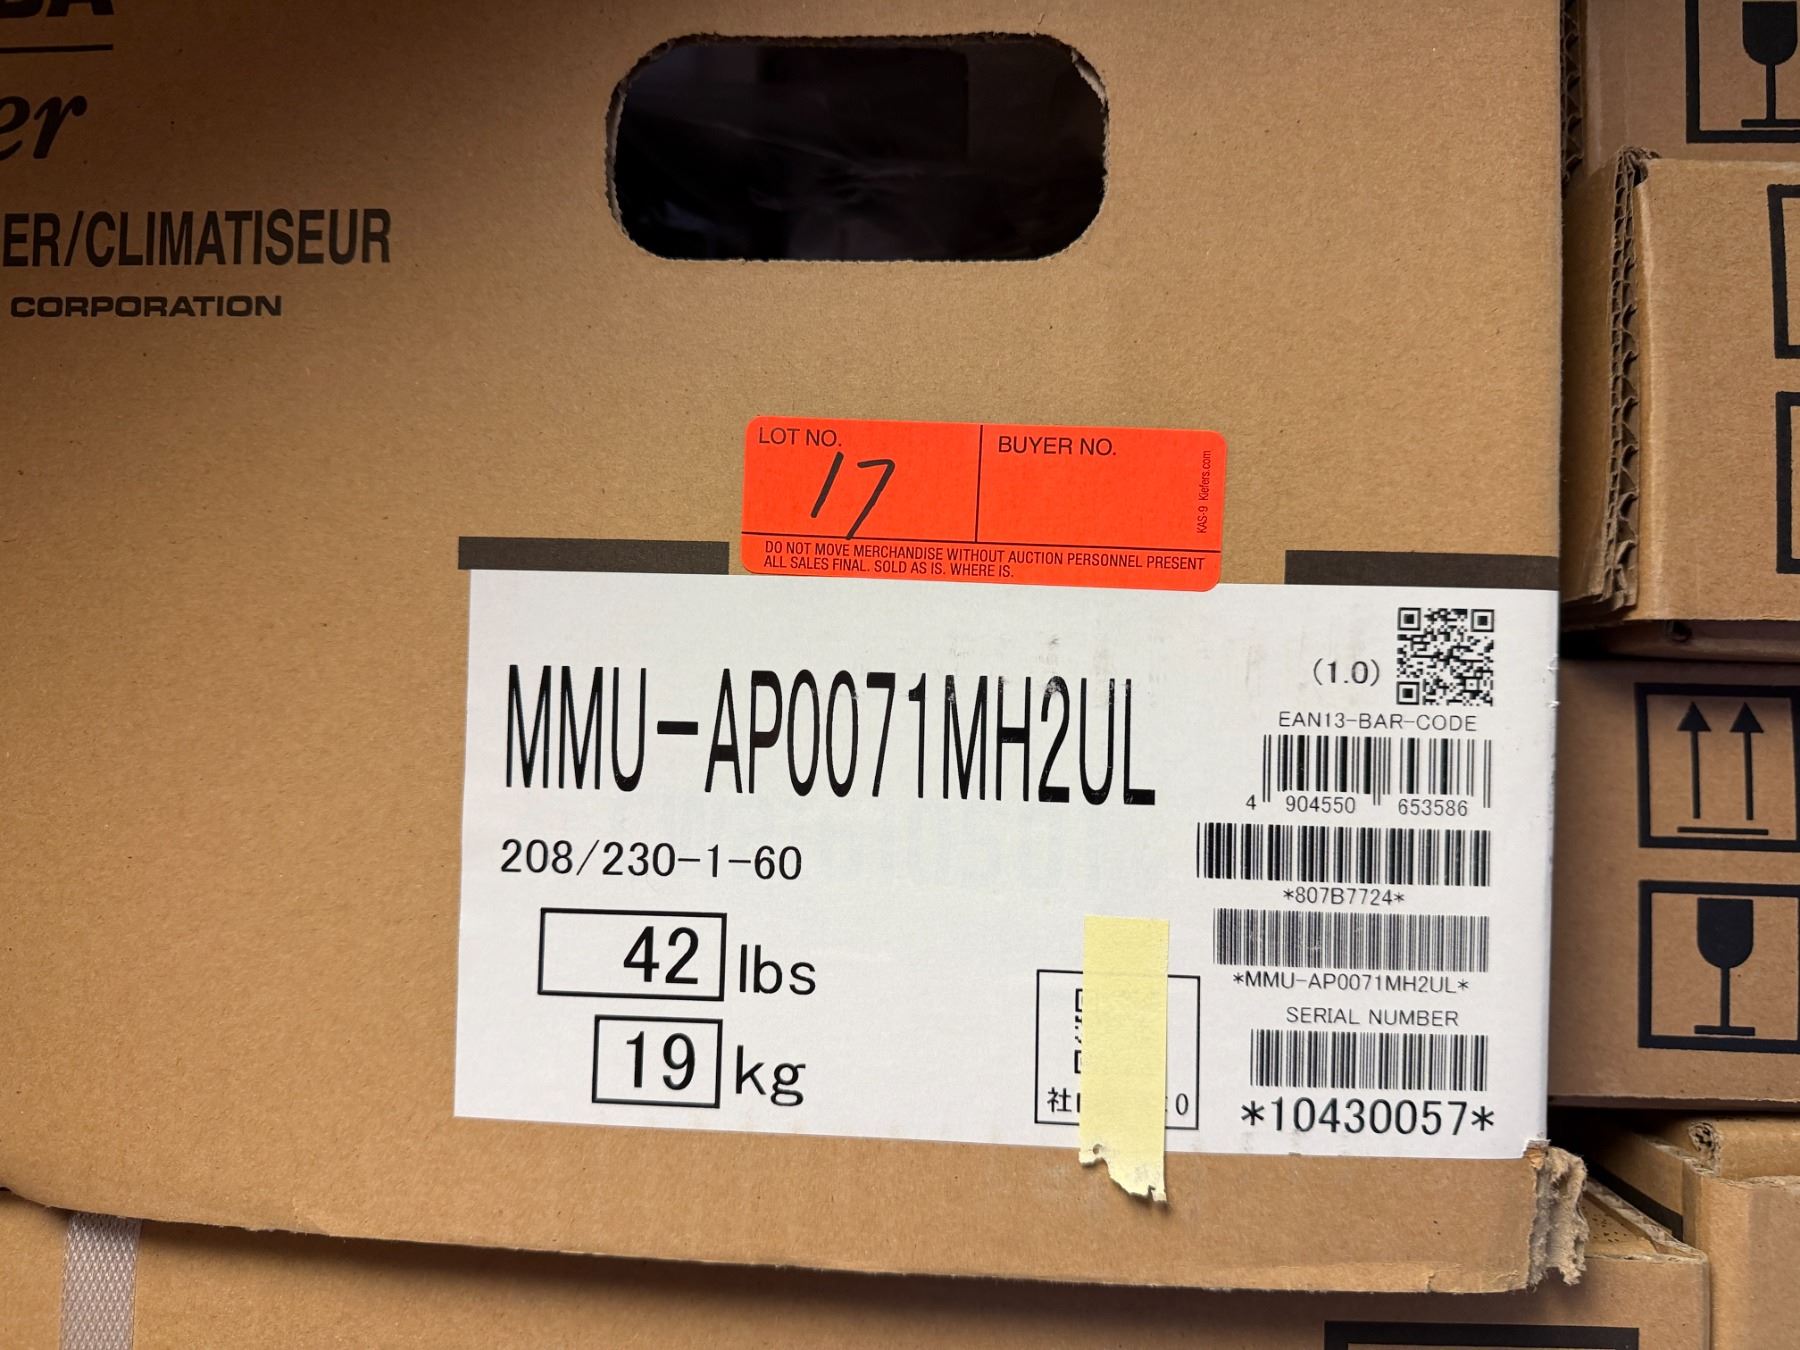 er
ER/CLIMATISEUR
CORPORATION
LOT NO.
17
BUYER NO.
KAS-9 Kiefers.com
DO NOT MOVE MERCHANDISE WITHOUT AUCTION PERSONNEL PRESENT
ALL SALES FINAL. SOLD AS IS. WHERE IS.
MMU-AP0071MH2UL
(1.0)
EAN13-BAR-CODE
4 904550 653586
208/230-1-60
*807B7724*
42 lbs
*MMU-AP0071MH2UL*
SERIAL NUMBER
19 kg
社
0
*10430057*